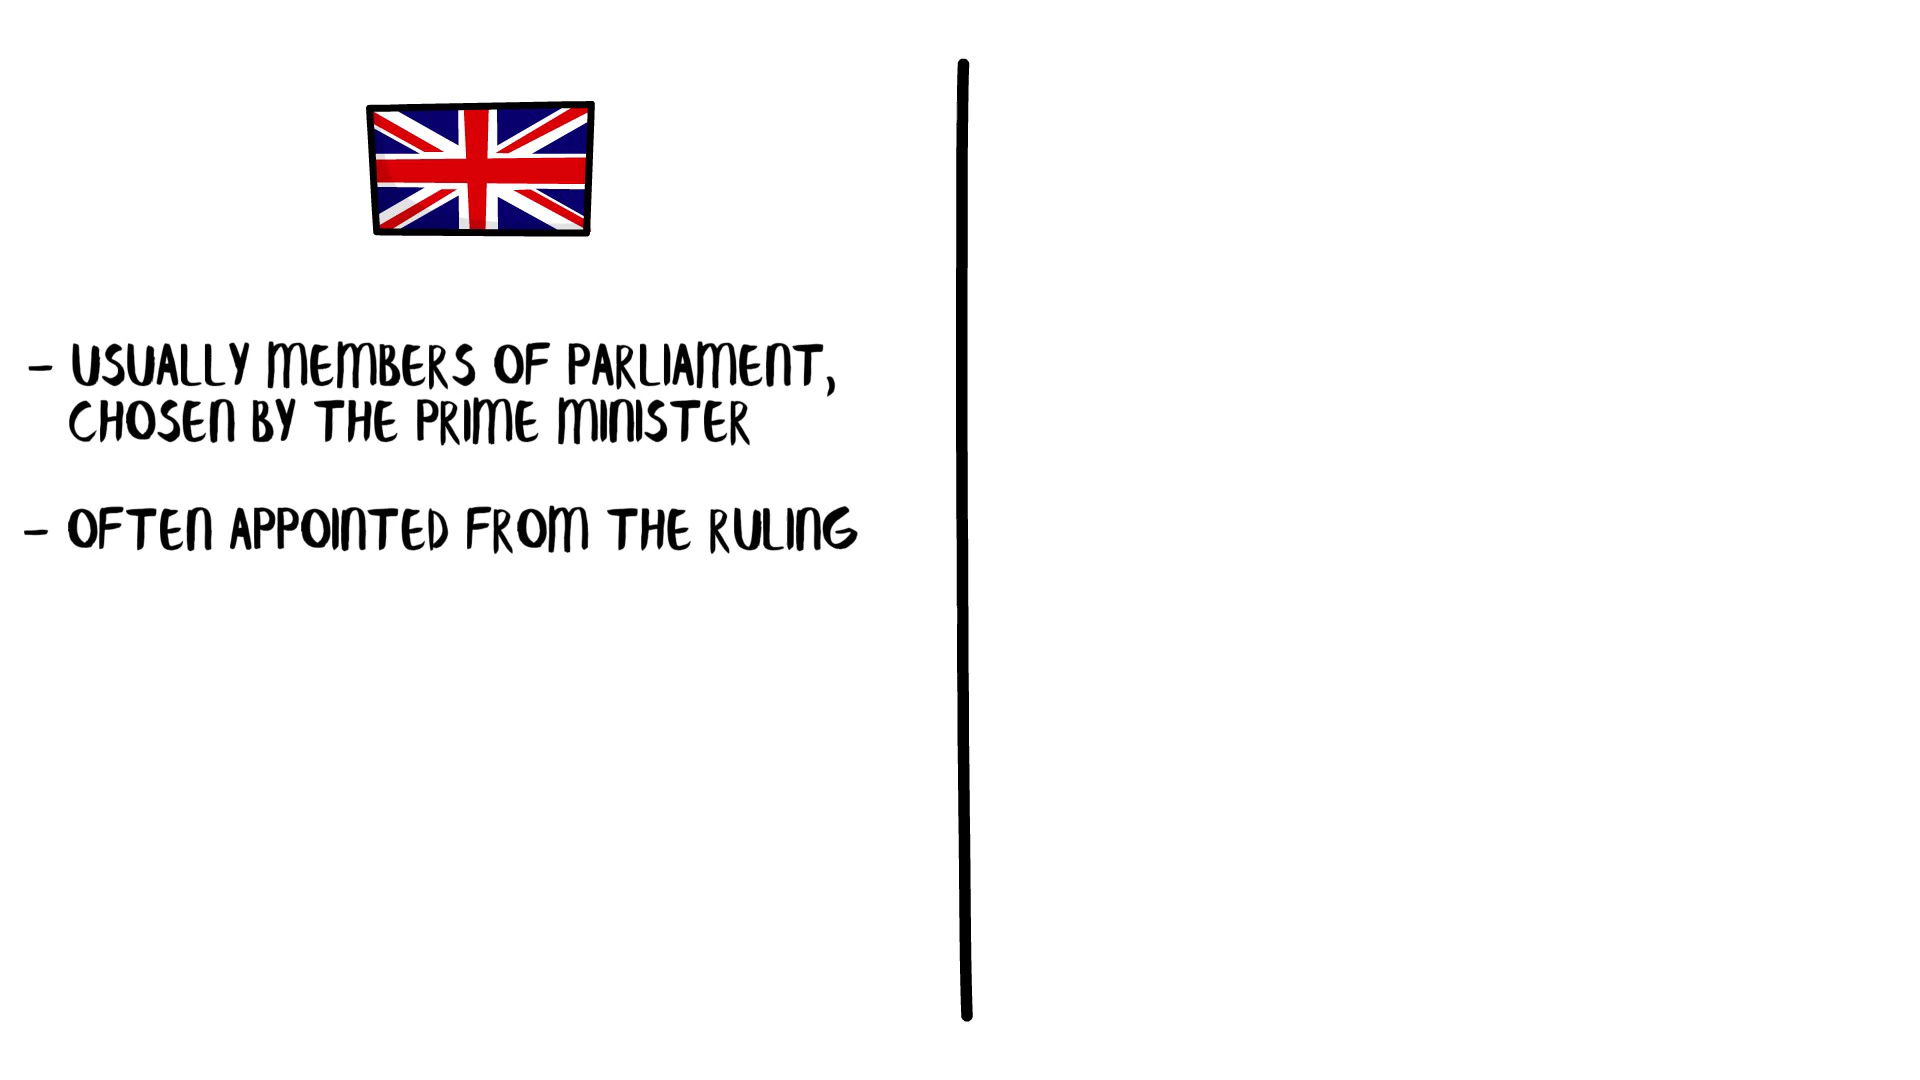 - USUALLY MEMBERS OF PARLIAMENT,
CHOSEN BY THE PRIME MINISTER
- OFTEN APPOINTED FROM THE RULING